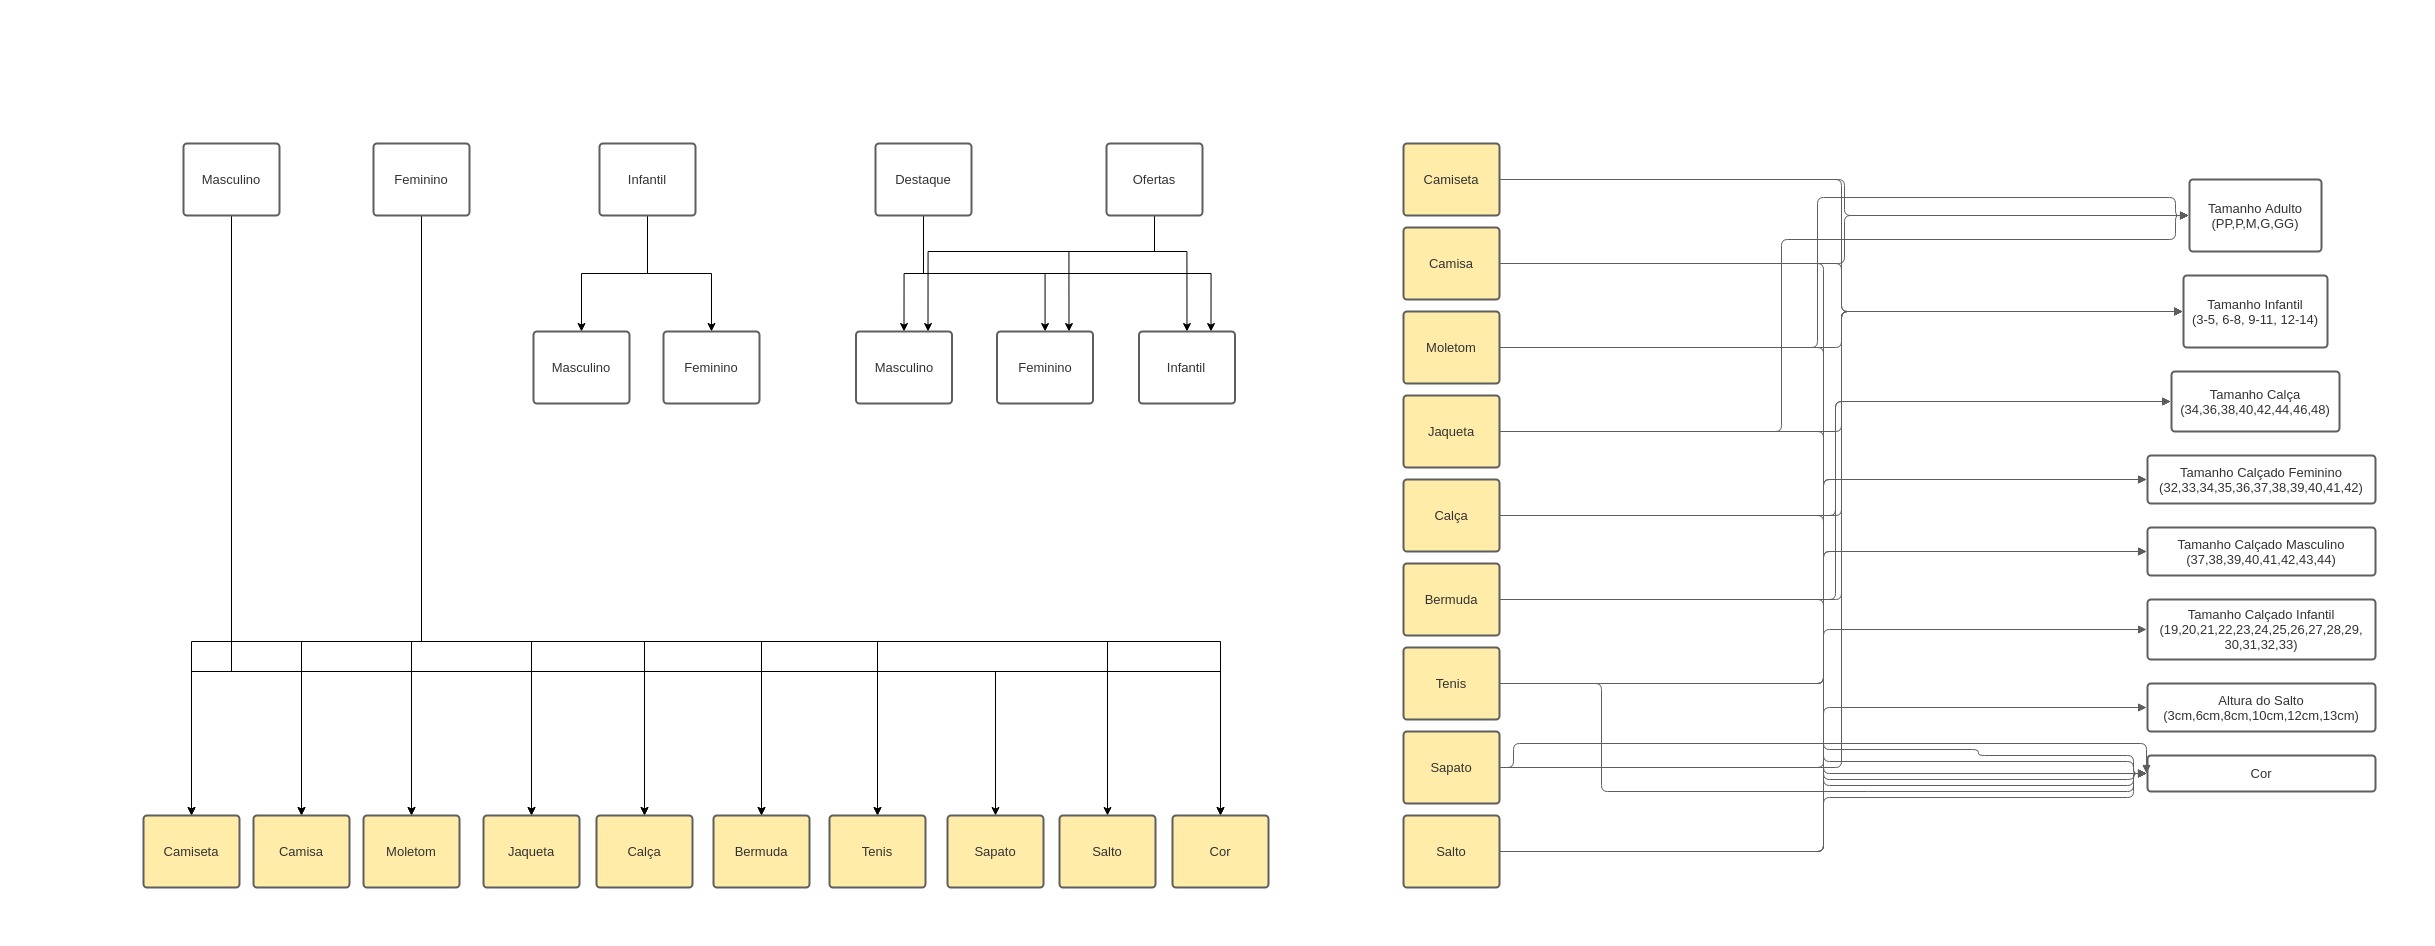 Masculino
Feminino
Infantil
Destaque
Ofertas
Masculino
Feminino
Masculino
Feminino
Infantil
Camiseta
Camisa
Moletom
Jaqueta
Calça
Bermuda
Tenis
Sapato
Salto
Cor
Camiseta
Camisa
Moletom
Jaqueta
Calça
Bermuda
Tenis
Sapato
Salto
Tamanho Adulto
(PP,P,M,G,GG)
Tamanho Infantil
(3-5, 6-8, 9-11, 12-14)
Tamanho Calça
(34,36,38,40,42,44,46,48)
Tamanho Calçado Feminino
(32,33,34,35,36,37,38,39,40,41,42)
Tamanho Calçado Masculino
(37,38,39,40,41,42,43,44)
Tamanho Calçado Infantil
(19,20,21,22,23,24,25,26,27,28,29,
30,31,32,33)
Altura do Salto
(3cm,6cm,8cm,10cm,12cm,13cm)
Cor